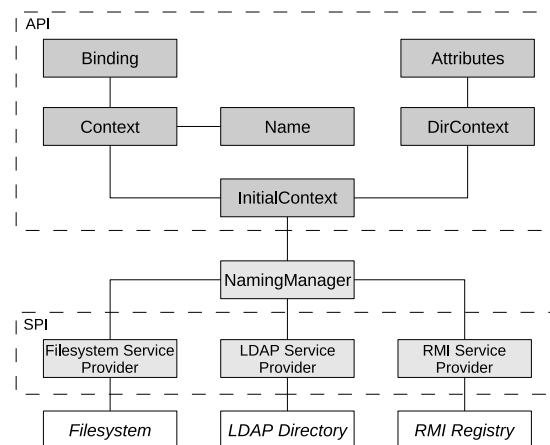 API
Binding
Attributes
Context
Name
DirContext
InitialContext
NamingManager
SPI
Filesystem Service
Provider
LDAP Service
Provider
RMI Service
Provider
Filesystem
LDAP Directory
RMI Registry